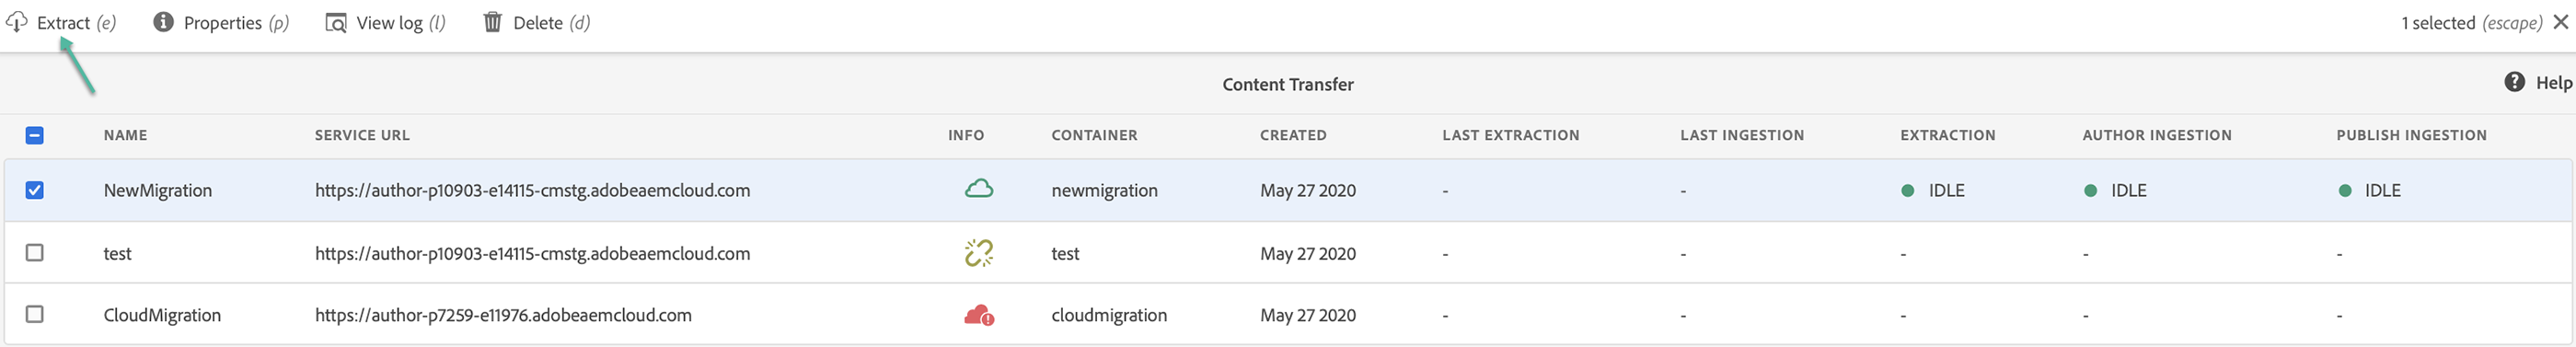 Extract (e) Properties (p) View log (l) Delete (d) 1 selected (escape)
Content Transfer Help
NAME SERVICE URL INFO CONTAINER CREATED LAST EXTRACTION LAST INGESTION EXTRACTION AUTHOR INGESTION PUBLISH INGESTION
NewMigration https://author-p10903-e14115-cmstg.adobeaemcloud.com newmigration May 27 2020 - - IDLE IDLE IDLE
test https://author-p10903-e14115-cmstg.adobeaemcloud.com test May 27 2020 - - - - -
CloudMigration https://author-p7259-e11976.adobeaemcloud.com cloudmigration May 27 2020 - - - - -